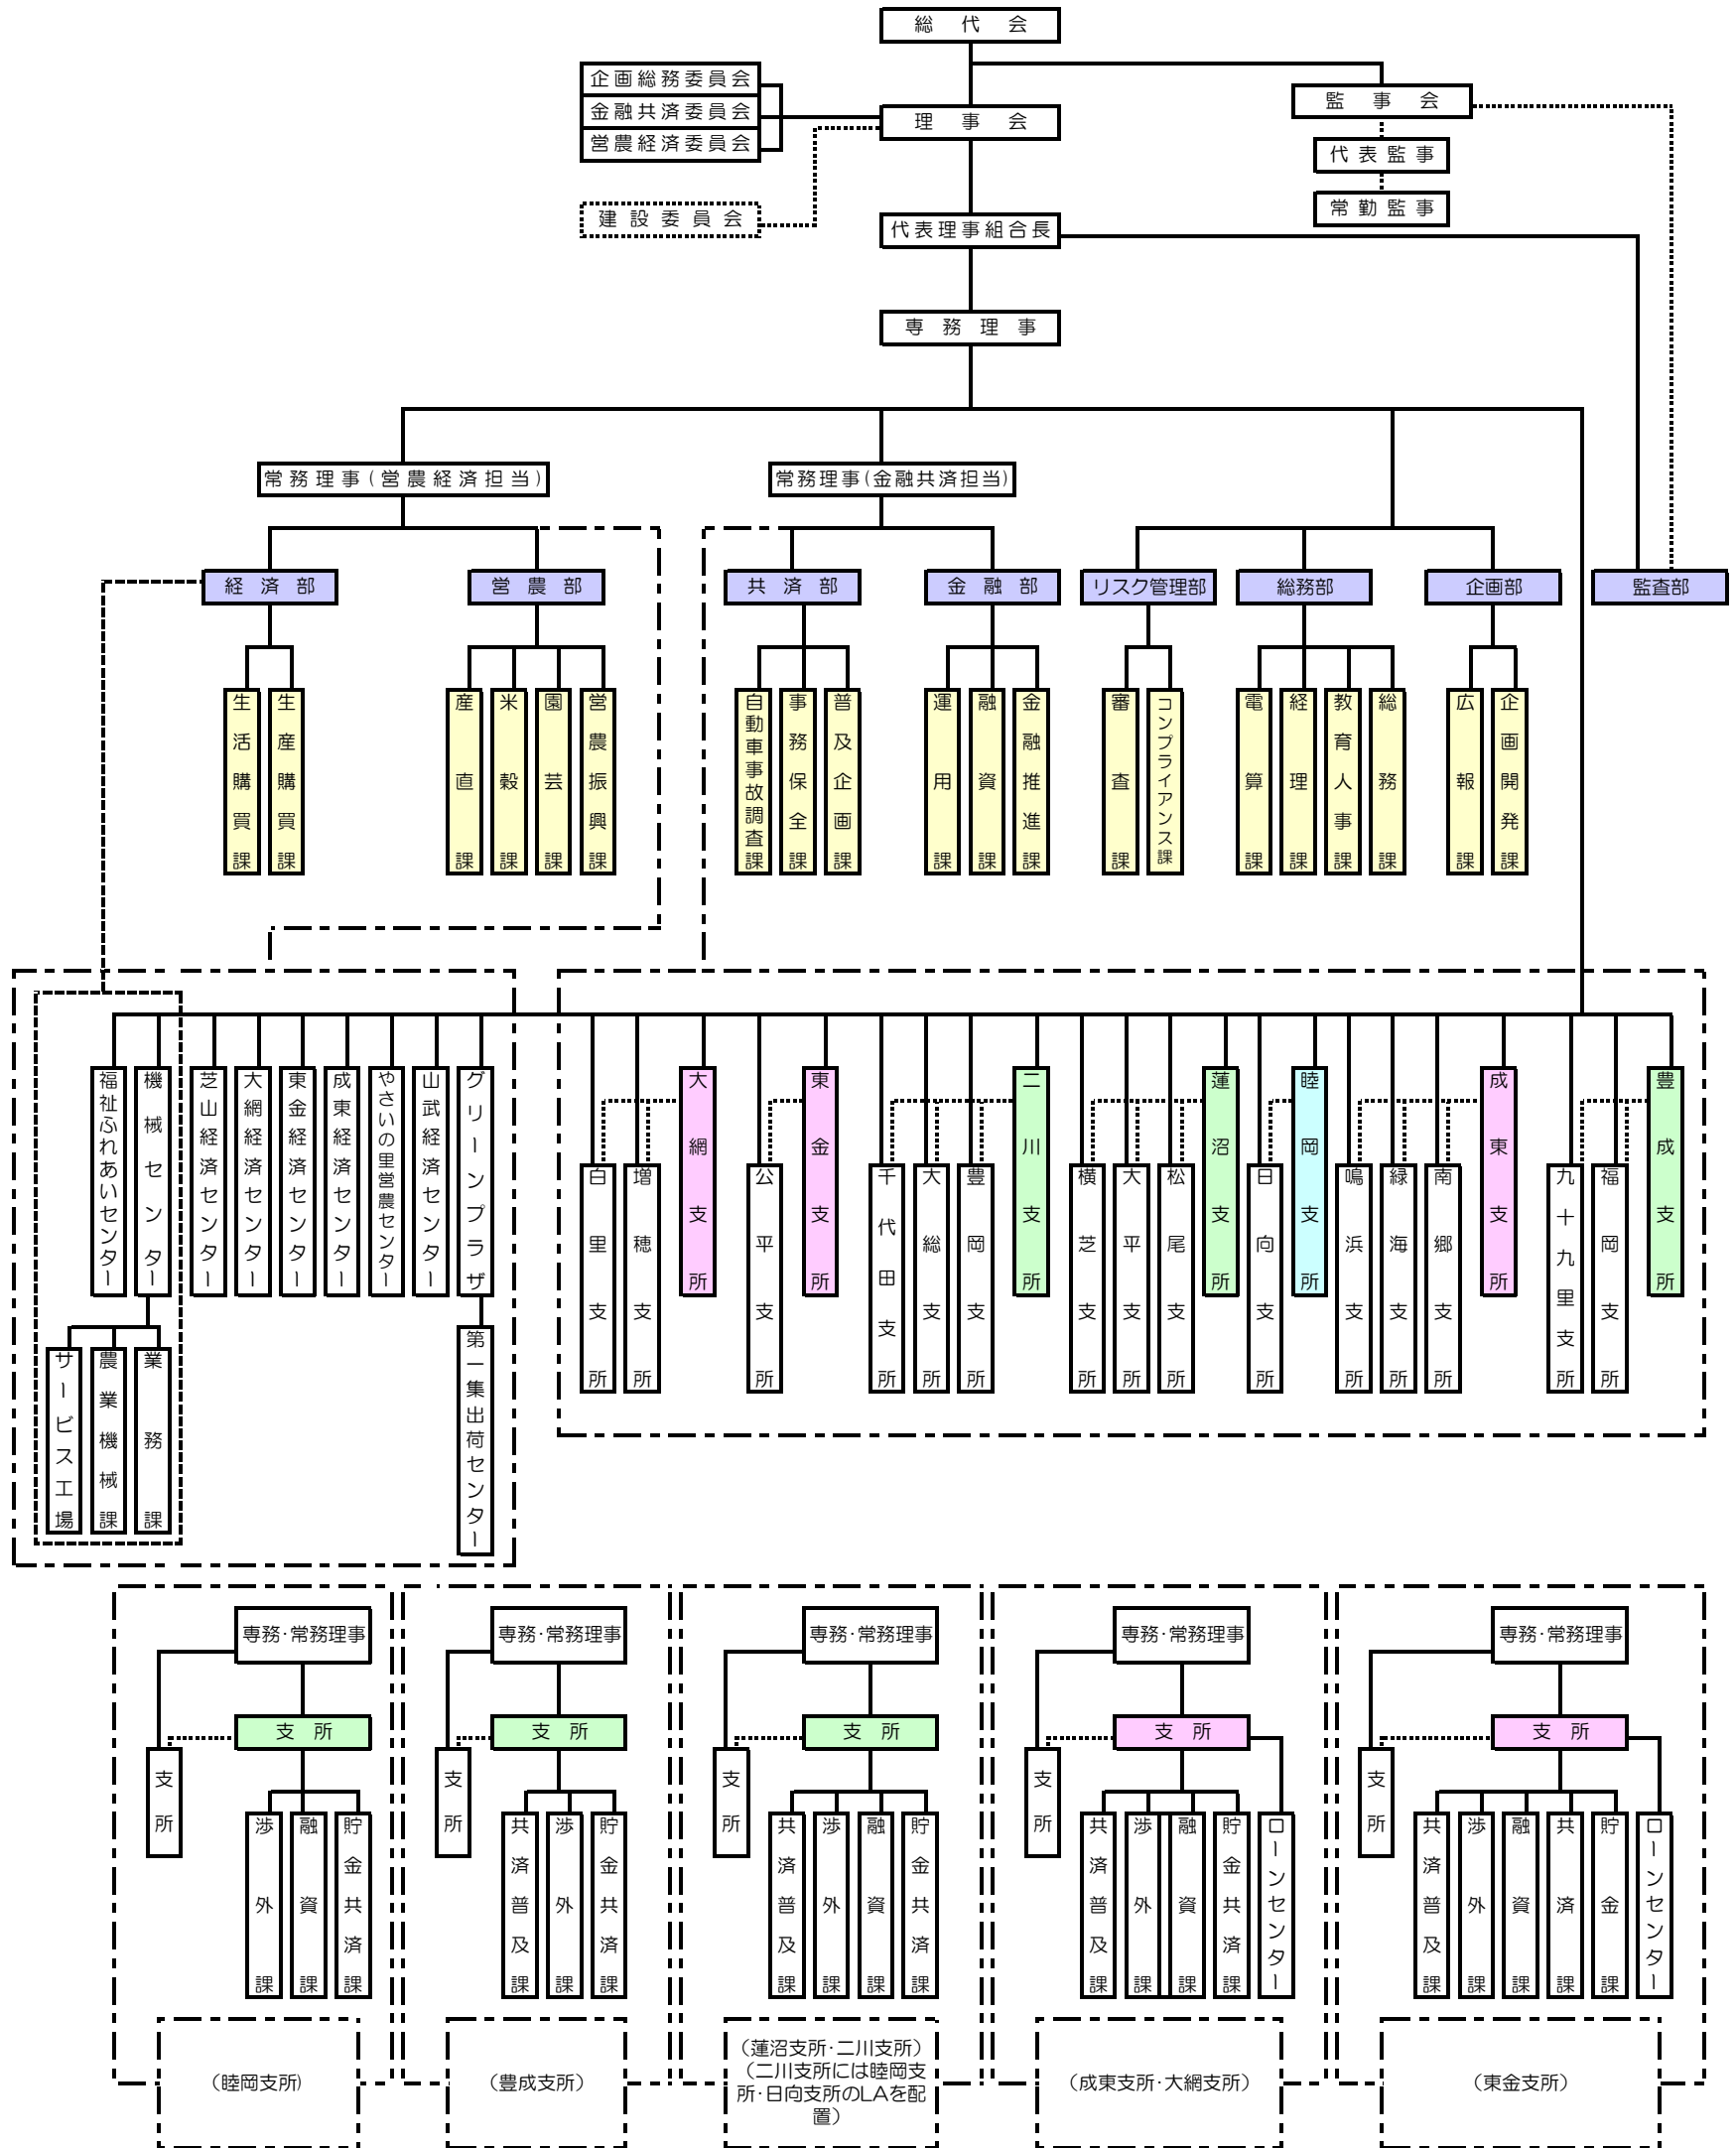 総代会
企画総務委員会
金融共済委員会
営農経済委員会
理事会
監事会
代表監事
常勤監事
建設委員会
代表理事組合長
専務理事
常務理事(営農経済担当)
常務理事(金融共済担当)
経済部
営農部
共済部
金融部
リスク管理部
総務部
企画部
監査部
生活購買課
生産購買課
産直課
米穀課
園芸課
営農振興課
自動車事故調査課
事務保全課
普及企画課
運用課
融資課
金融推進課
審査課
コンプライアンス課
電算課
経理課
教育人事課
総務課
広報課
企画開発課
福祉ふれあいセンター
機械センター
芝山経済センター
大網経済センター
東金経済センター
成東経済センター
やさいの里営農センター
山武経済センター
グリーンプラザ
サービス工場
農業機械課
業務課
第一集出荷センター
白里支所
増穂支所
大網支所
公平支所
東金支所
千代田支所
大総支所
豊岡支所
二川支所
横芝支所
大平支所
松尾支所
蓮沼支所
日向支所
睦岡支所
鳴浜支所
緑海支所
南郷支所
成東支所
九十九里支所
福岡支所
豊成支所
専務・常務理事
支所
支所
渉外課
融資課
貯金共済課
(睦岡支所)
専務・常務理事
支所
支所
共済普及課
渉外課
貯金共済課
(豊成支所)
専務・常務理事
支所
支所
共済普及課
渉外課
融資課
貯金共済課
(蓮沼支所・二川支所)
(二川支所には睦岡支
所・日向支所のLAを配
置)
専務・常務理事
支所
支所
共済普及課
渉外課
融資課
貯金共済課
ローンセンター
(成東支所・大網支所)
専務・常務理事
支所
支所
共済普及課
渉外課
融資課
共済課
貯金課
ローンセンター
(東金支所)